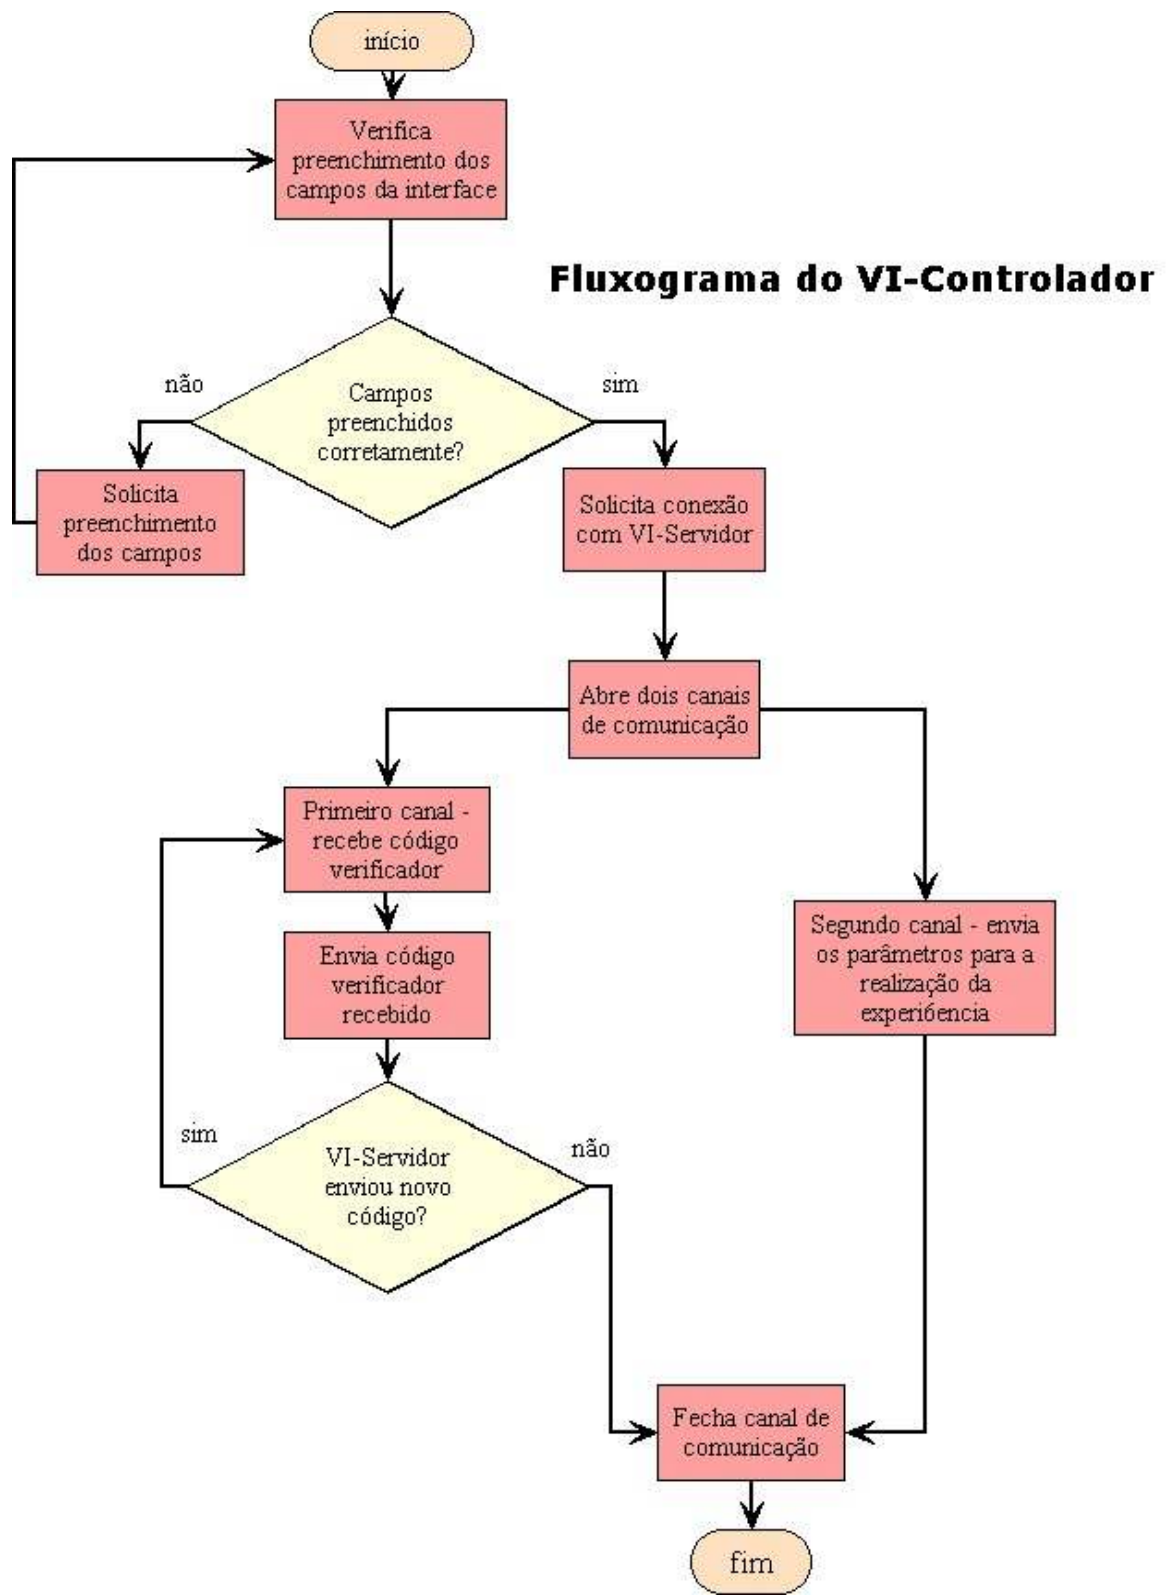 início
Verifica
preenchimento dos
campos da interface
Fluxograma do VI-Controlador
não
sim
Campos
preenchidos
corretamente?
Solicita
preenchimento
dos campos
Solicita conexão
com VI-Servidor
Abre dois canais
de comunicação
Primeiro canal -
recebe código
verificador
Envia código
verificador
recebido
Segundo canal - envia
os parâmetros para a
realização da
experi6encia
sim
não
VI-Servidor
enviou novo
código?
Fecha canal de
comunicação
fim